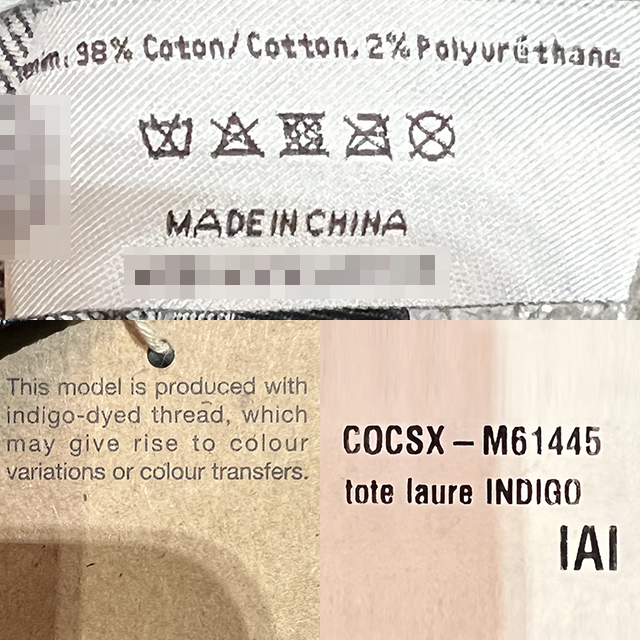 98% Coton/Cotton, 2% Polyuréthane
MADE IN CHINA
This model is produced with
indigo-dyed thread, which
may give rise to colour
variations or colour transfers.
COCSX – M61445
tote laure INDIGO
IAI